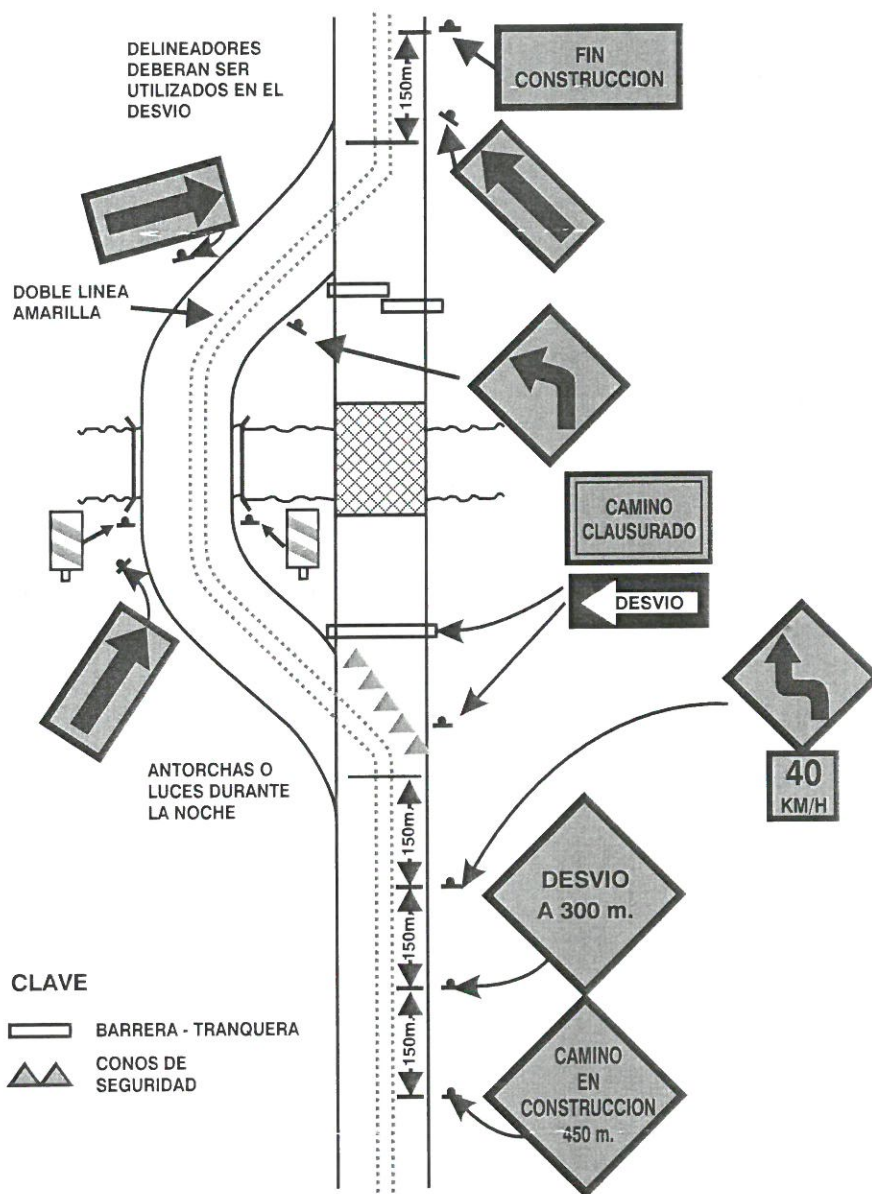 DELINEADORES
DEBERAN SER
UTILIZADOS EN EL
DESVIO
150m.
FIN
CONSTRUCCION
DOBLE LINEA
AMARILLA
CAMINO
CLAUSURADO
DESVIO
40
KM/H
ANTORCHAS O
LUCES DURANTE
LA NOCHE
150m.
DESVIO
A 300 m.
150m.
CLAVE
BARRERA - TRANQUERA
CONOS DE
SEGURIDAD
150m.
CAMINO
EN
CONSTRUCCION
450 m.